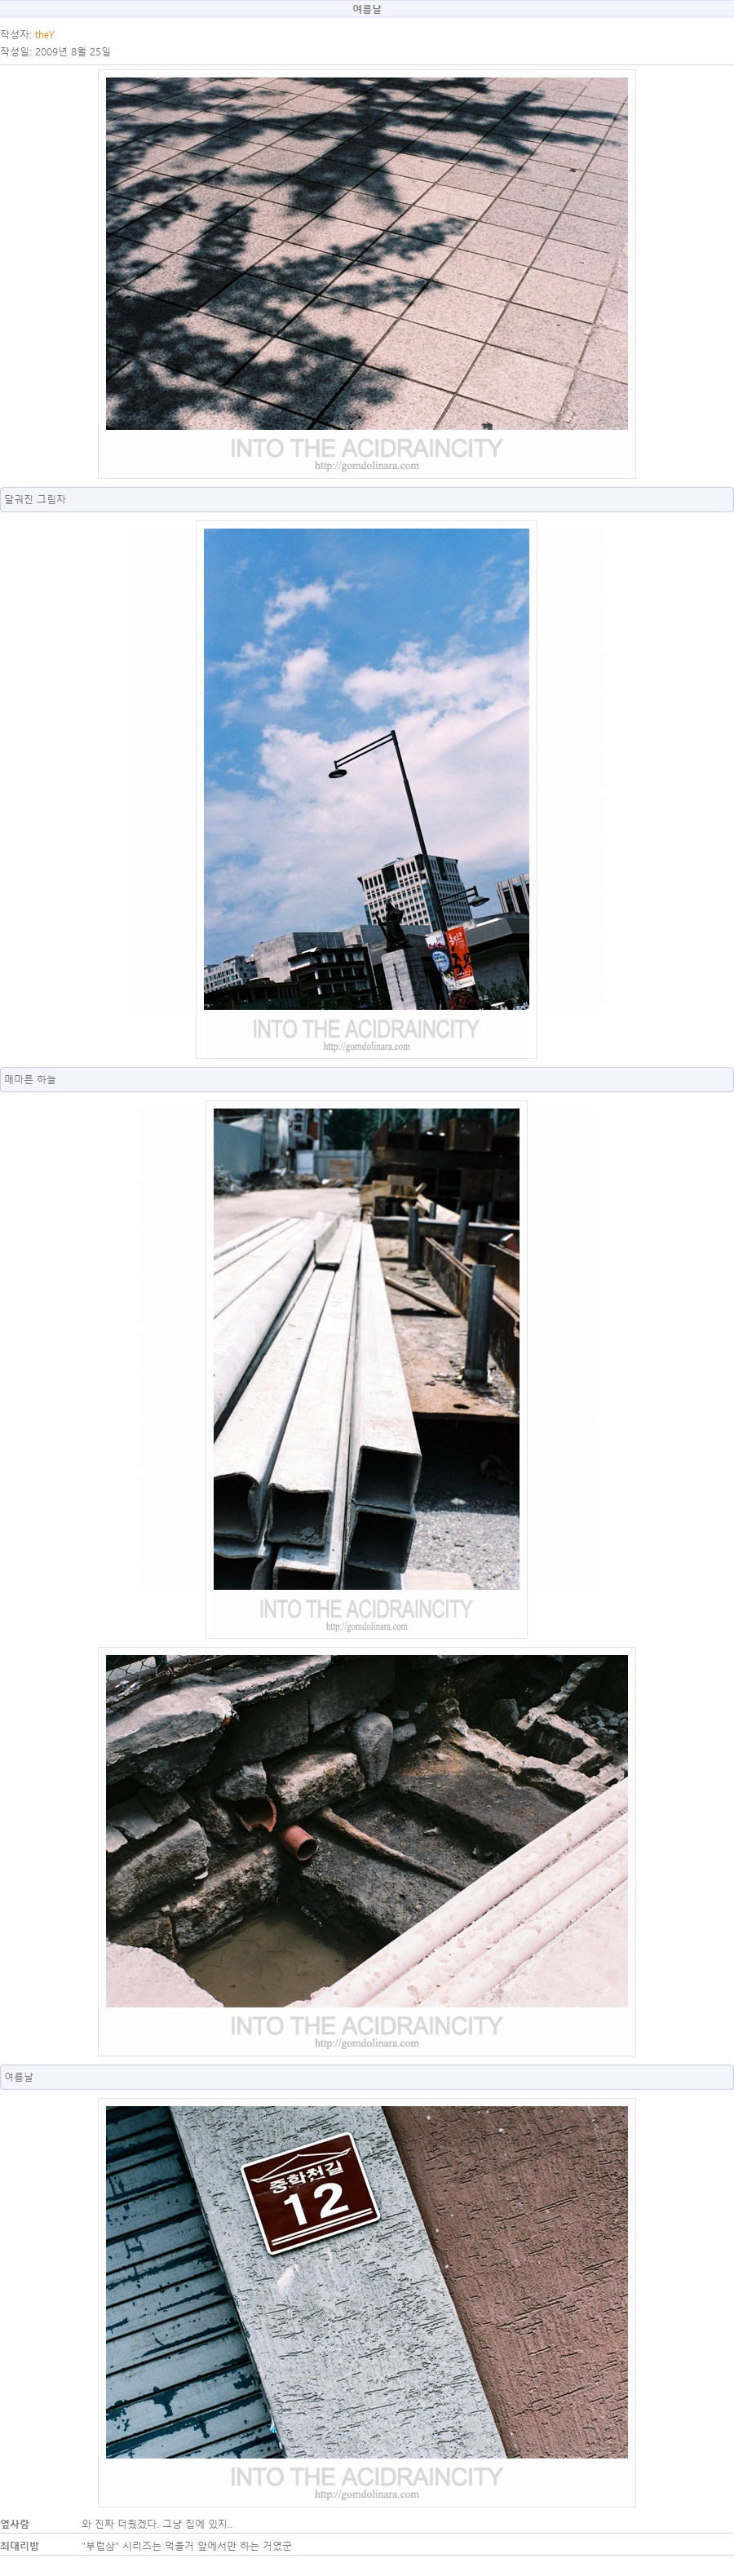 여름날
작성자: theY
작성일: 2009년 8월 25일
INTO THE ACIDRAINCITY
http://gomdolinara.com
달궈진 그림자
INTO THE ACIDRAINCITY
http://gomdolinara.com
매마른 하늘
INTO THE ACIDRAINCITY
http://gomdolinara.com
INTO THE ACIDRAINCITY
http://gomdolinara.com
여름날
중학천길
12
INTO THE ACIDRAINCITY
http://gomdolinara.com
옆사람 와 진짜 더웠겠다. 그냥 집에 있지..
최대리밥 "부럽삼" 시리즈는 먹을거 앞에서만 하는 거였군